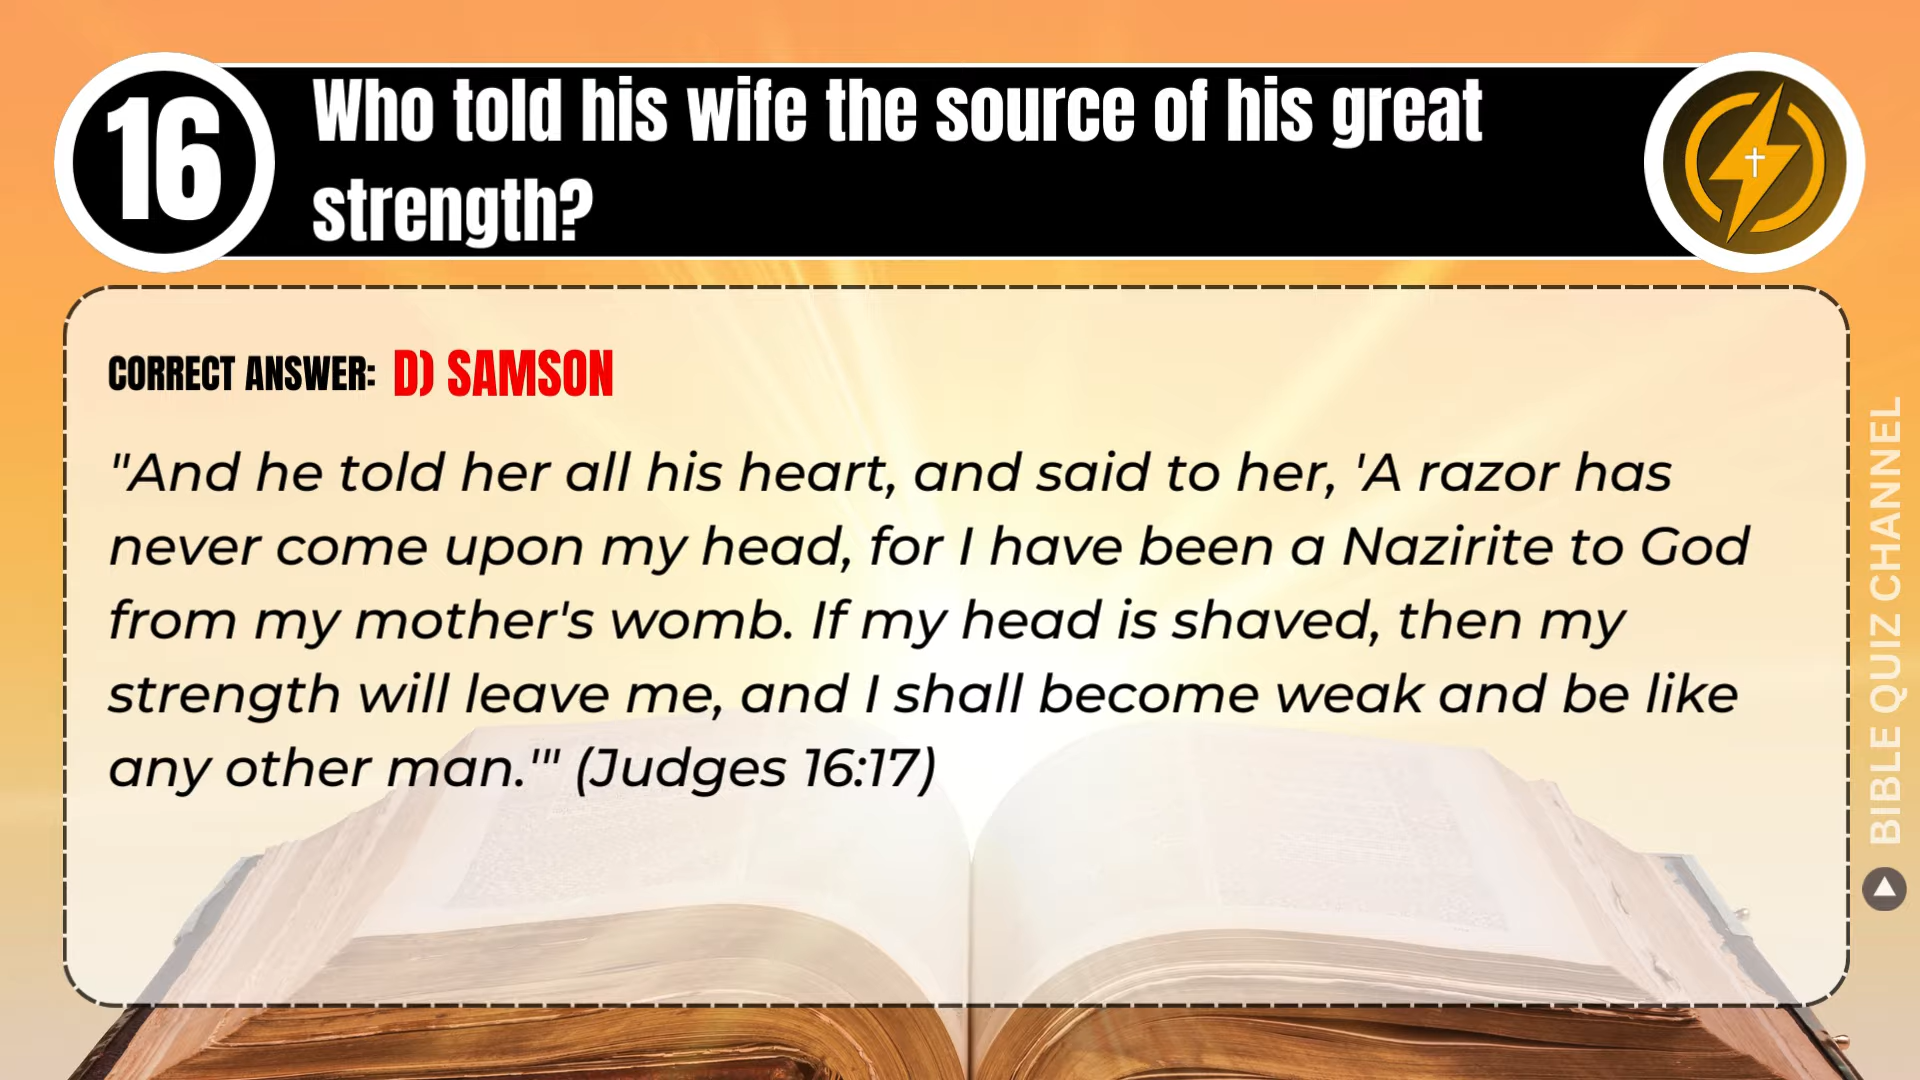 16
Who told his wife the source of his great
strength?
CORRECT ANSWER: D) SAMSON
"And he told her all his heart, and said to her, 'A razor has
never come upon my head, for I have been a Nazirite to God
from my mother's womb. If my head is shaved, then my
strength will leave me, and I shall become weak and be like
any other man.'" (Judges 16:17)
BIBLE QUIZ CHANNEL